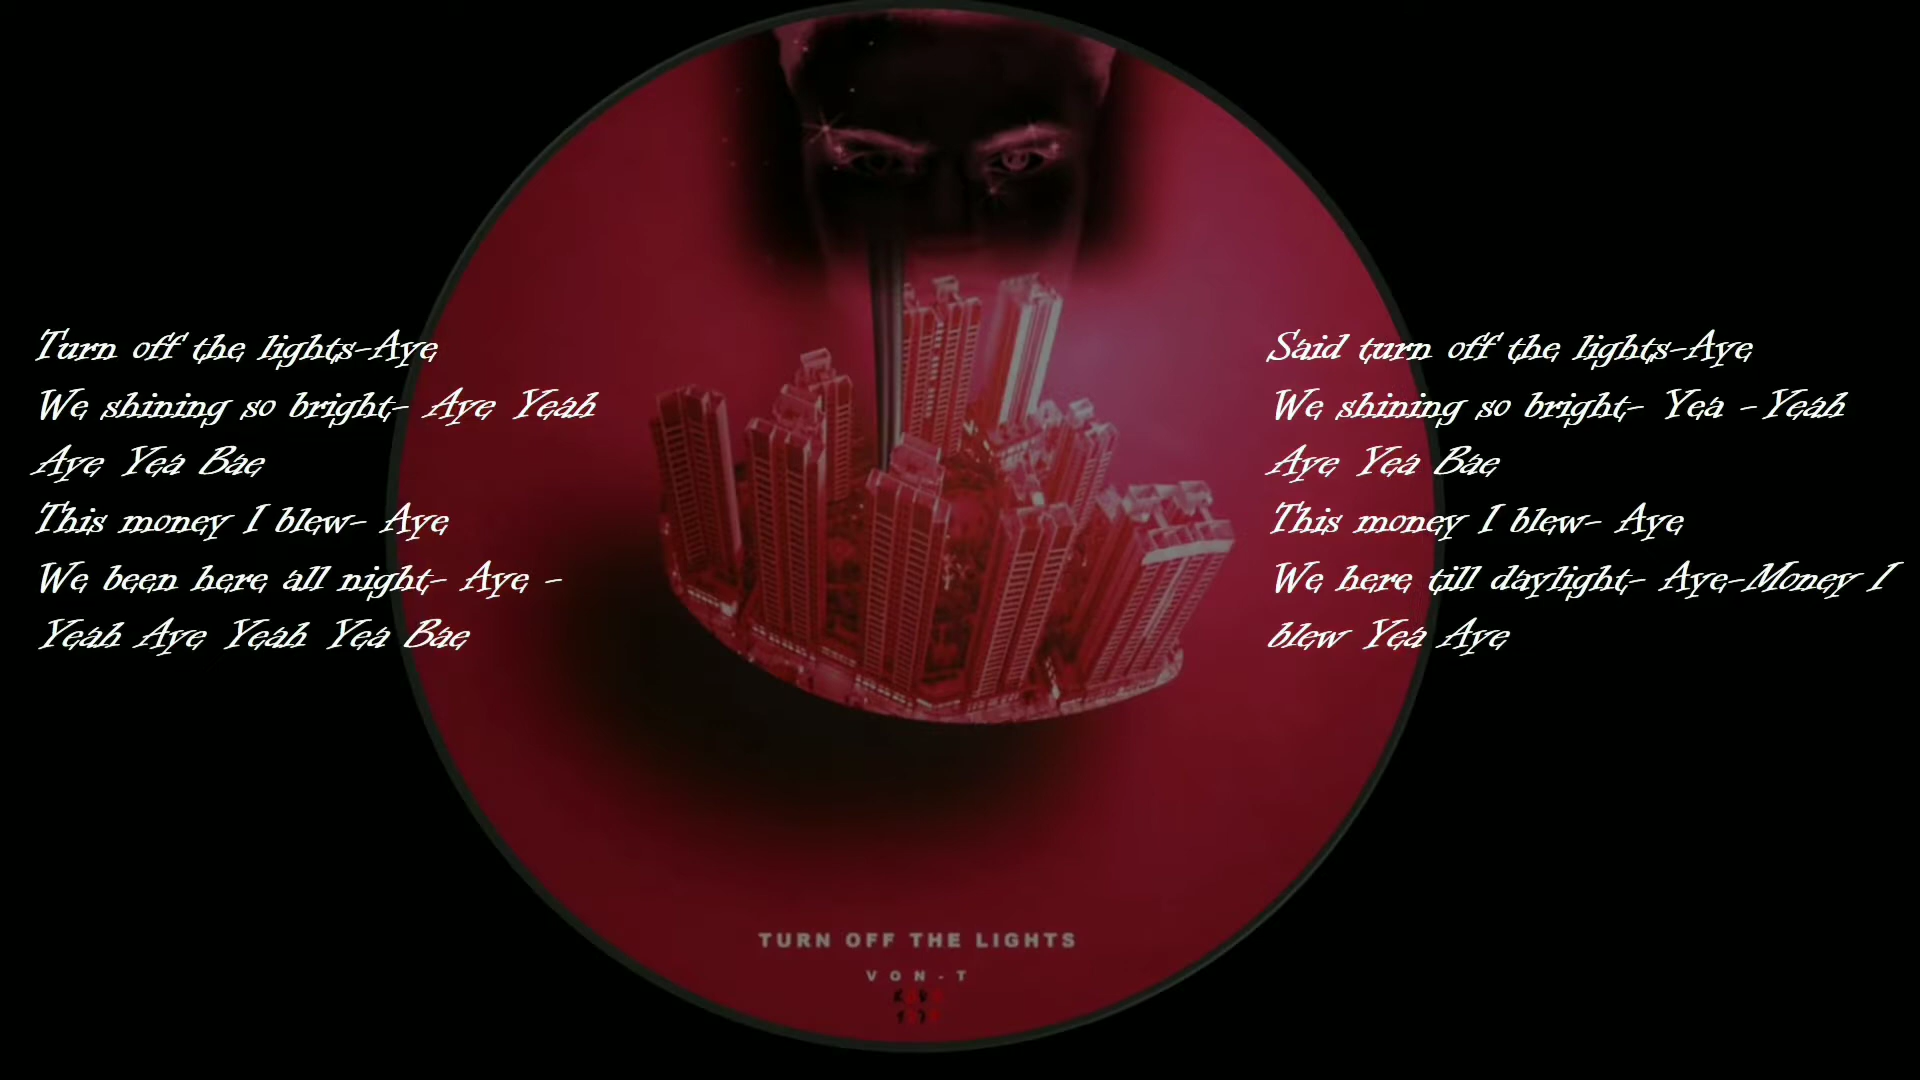 Turn off the lights-Aye
We shining so bright- Aye Yeah
Aye Yea Bae
This money I blew- Aye
We been here all night- Aye -
Yeah Aye Yeah Yea Bae
Said turn off the lights-Aye
We shining so bright- Yea -Yeah
Aye Yea Bae
This money I blew- Aye
We here till daylight- Aye-Money I
blew Yea Aye
TURN OFF THE LIGHTS
VON-T